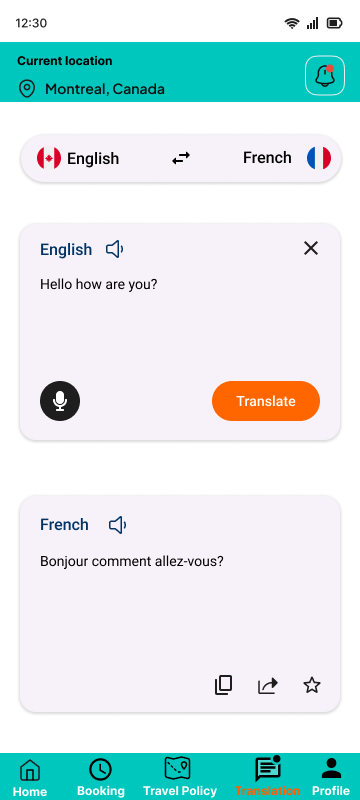 12:30
Current location
Montreal, Canada
English
French
English
Hello how are you?
Translate
French
Bonjour comment allez-vous?
Home
Booking
Travel Policy
Translation
Profile